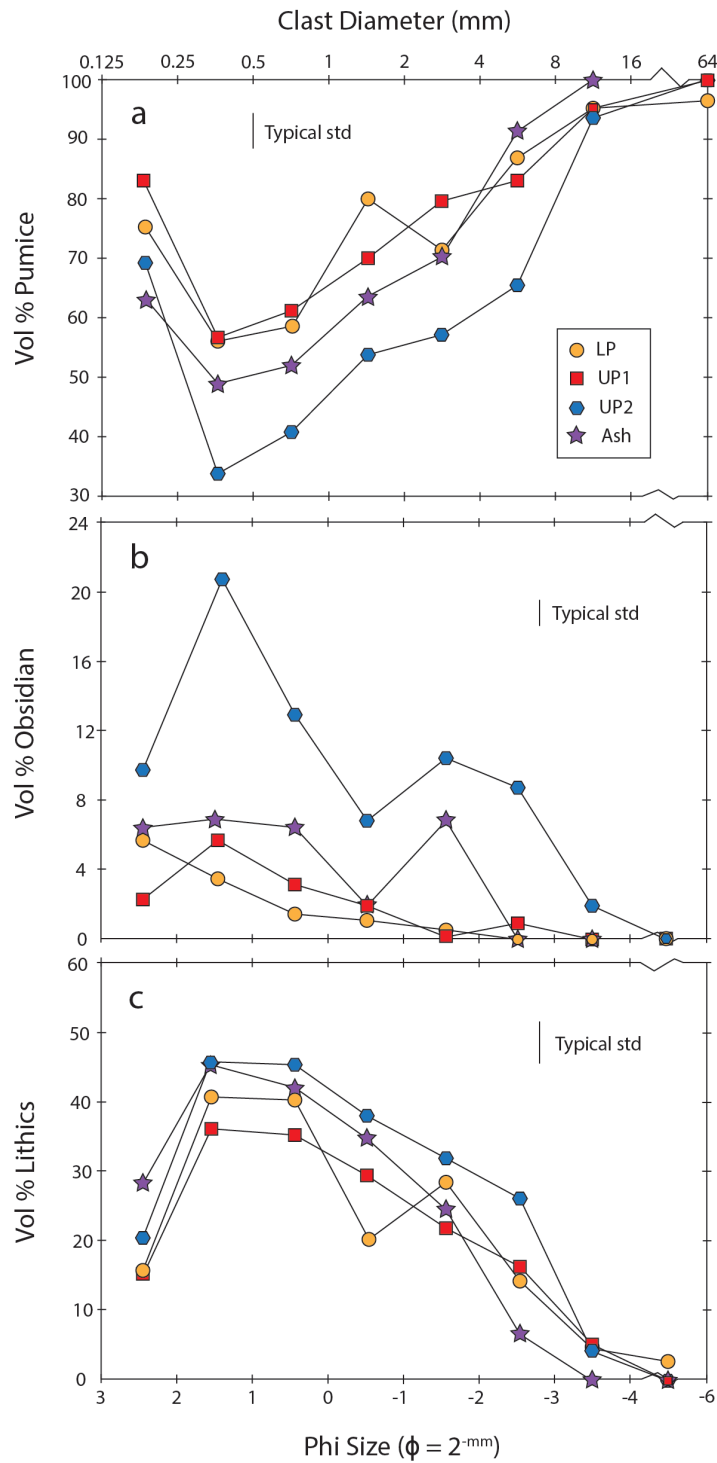 Clast Diameter (mm)
0.125 0.25 0.5 1 2 4 8 16 64
100
90
80
70
60
50
40
30
Vol % Pumice
a
Typical std
LP
UP1
UP2
Ash
24
20
16
12
8
4
0
Vol % Obsidian
b
Typical std
60
50
40
30
20
10
0
Vol % Lithics
c
Typical std
3 2 1 0 -1 -2 -3 -4 -6
Phi Size (ϕ = 2⁻ᵐᵐ)